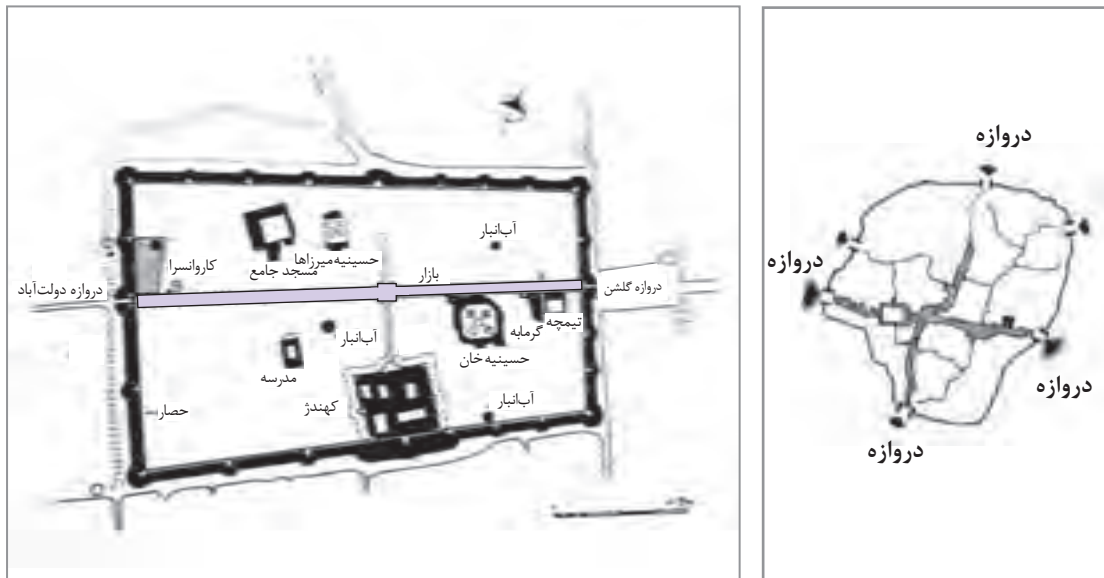 دروازه
دروازه
دروازه
دروازه
آب‌انبار
حسینیه میرزاها
مسجد جامع
کاروانسرا
بازار
دروازه دولت‌آباد
دروازه گلشن
تیمچه
گرمابه
حسینیه خان
آب‌انبار
مدرسه
کهندژ
آب‌انبار
حصار